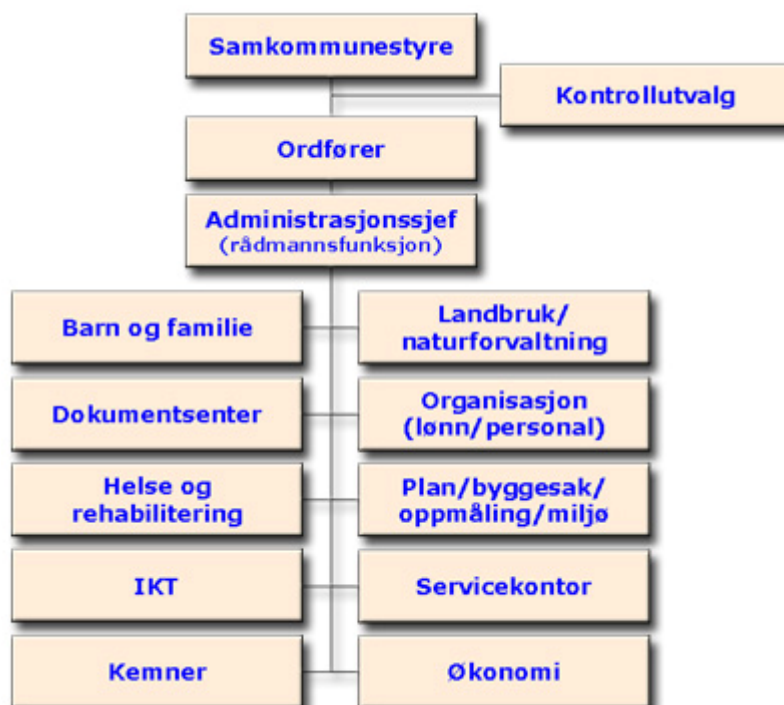 Samkommunestyre
Kontrollutvalg
Ordfører
Administrasjonssjef
(rådmannsfunksjon)
Barn og familie
Landbruk/
naturforvaltning
Dokumentsenter
Organisasjon
(lønn/personal)
Helse og
rehabilitering
Plan/byggesak/
oppmåling/miljø
IKT
Servicekontor
Kemner
Økonomi